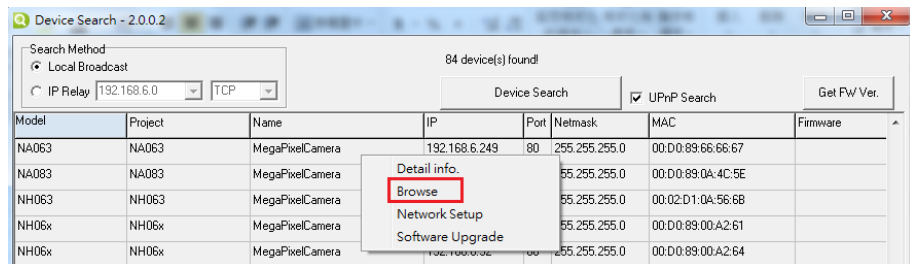 Device Search - 2.0.0.2
Search Method
Local Broadcast
84 device(s) found!
IP Relay 192.168.6.0 TCP
Device Search
UPnP Search
Get FW Ver.
Model Project Name IP Port Netmask MAC Firmware
NA063 NA063 MegaPixelCamera 192.168.6.249 80 255.255.255.0 00:D0:89:66:66:67
Detail info.
NA083 NA083 MegaPixelCamera 55.255.255.0 00:D0:89:0A:4C:5E
Browse
NH063 NH063 MegaPixelCamera 55.255.255.0 00:02:D1:0A:56:6B
Network Setup
NH06x NH06x MegaPixelCamera 55.255.255.0 00:D0:89:00:A2:61
Software Upgrade
NH06x NH06x MegaPixelCamera 255.255.255.0 00:D0:89:00:A2:64